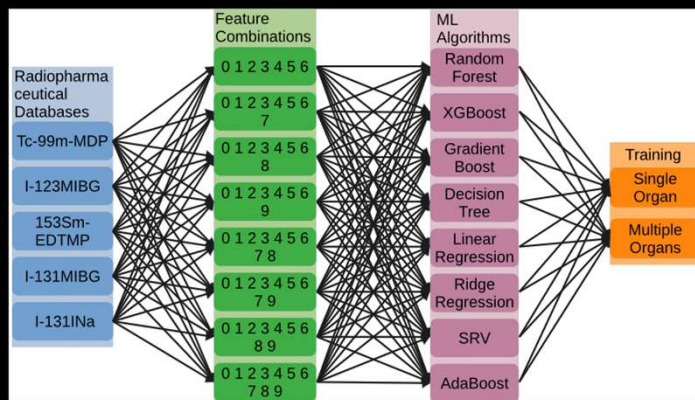 Radiopharma
ceutical
Databases
Tc-99m-MDP
I-123MIBG
153Sm-
EDTMP
I-131MIBG
I-131INa
Feature
Combinations
0 1 2 3 4 5 6
0 1 2 3 4 5 6
7
0 1 2 3 4 5 6
8
0 1 2 3 4 5 6
9
0 1 2 3 4 5 6
7 8
0 1 2 3 4 5 6
7 9
0 1 2 3 4 5 6
8 9
0 1 2 3 4 5 6
7 8 9
ML
Algorithms
Random
Forest
XGBoost
Gradient
Boost
Decision
Tree
Linear
Regression
Ridge
Regression
SRV
AdaBoost
Training
Single
Organ
Multiple
Organs